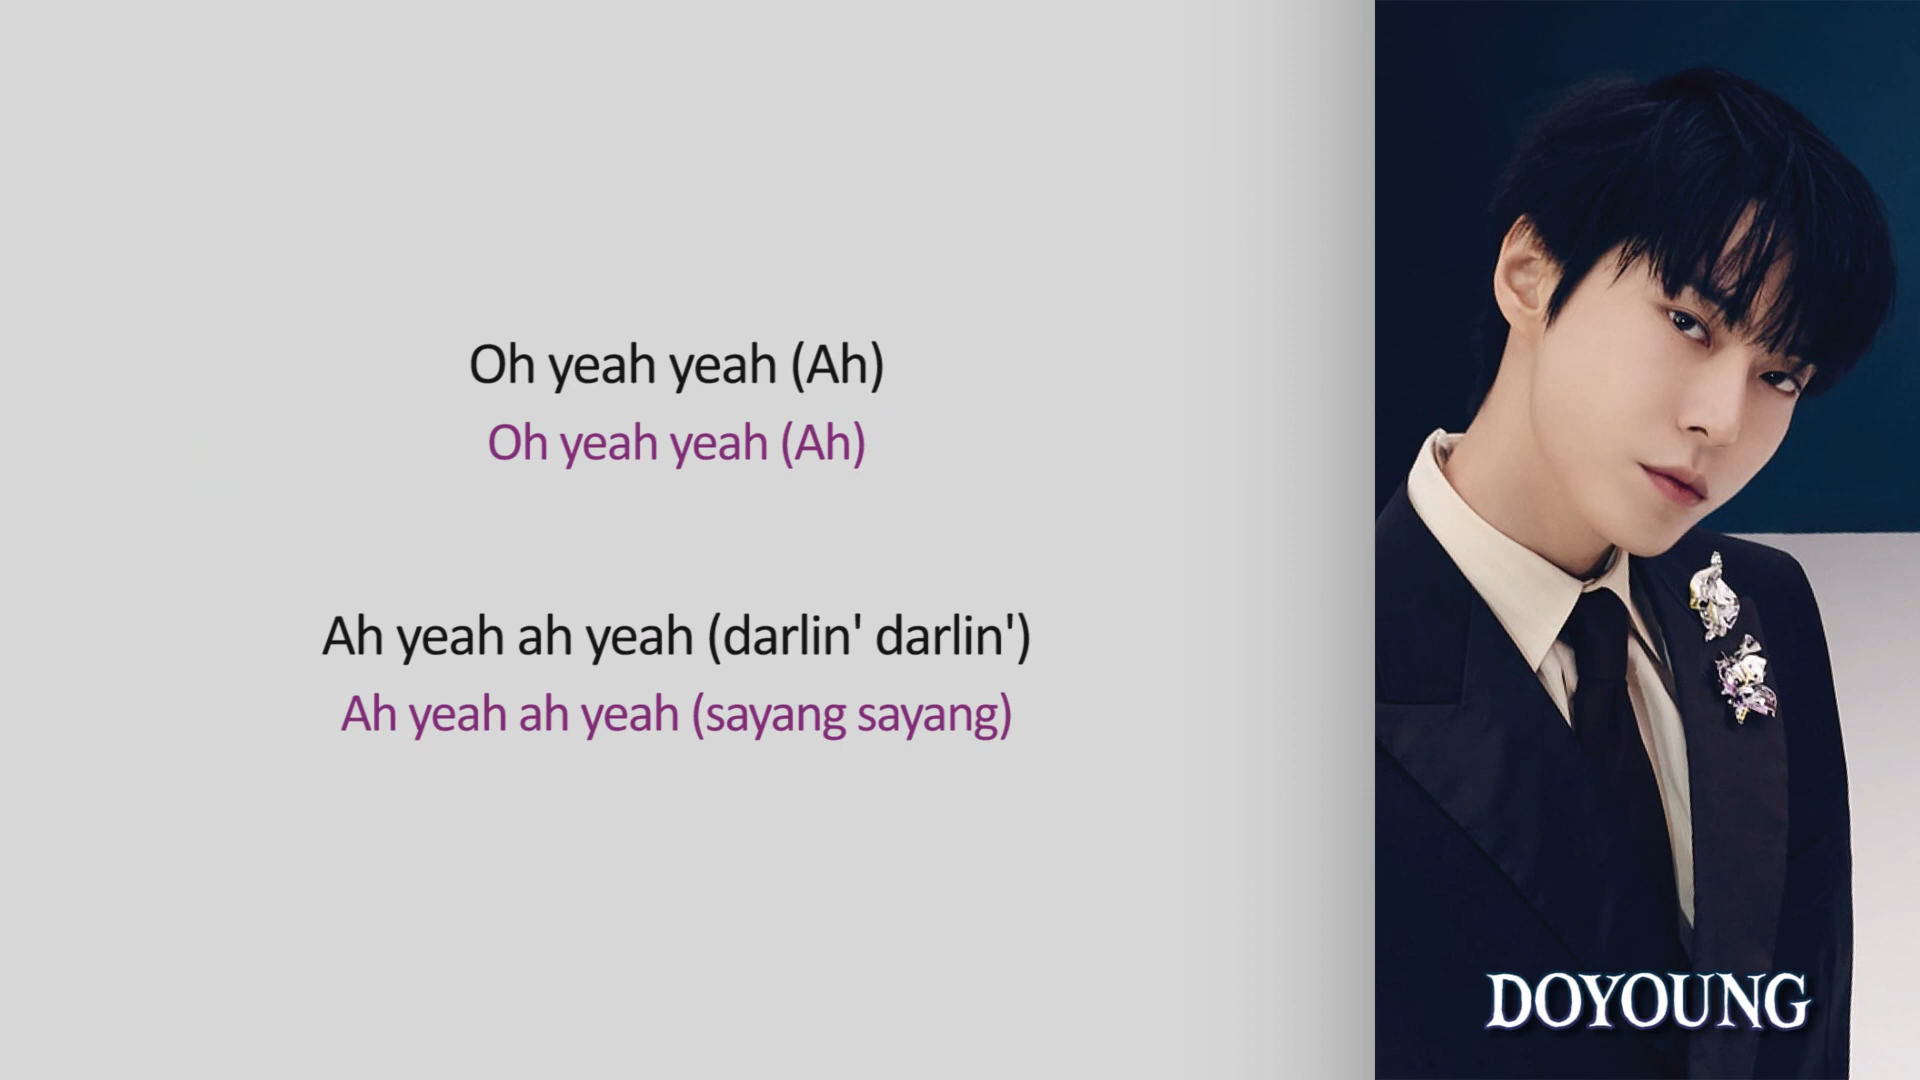 Oh yeah yeah (Ah)
Oh yeah yeah (Ah)
Ah yeah ah yeah (darlin' darlin')
Ah yeah ah yeah (sayang sayang)
DOYOUNG